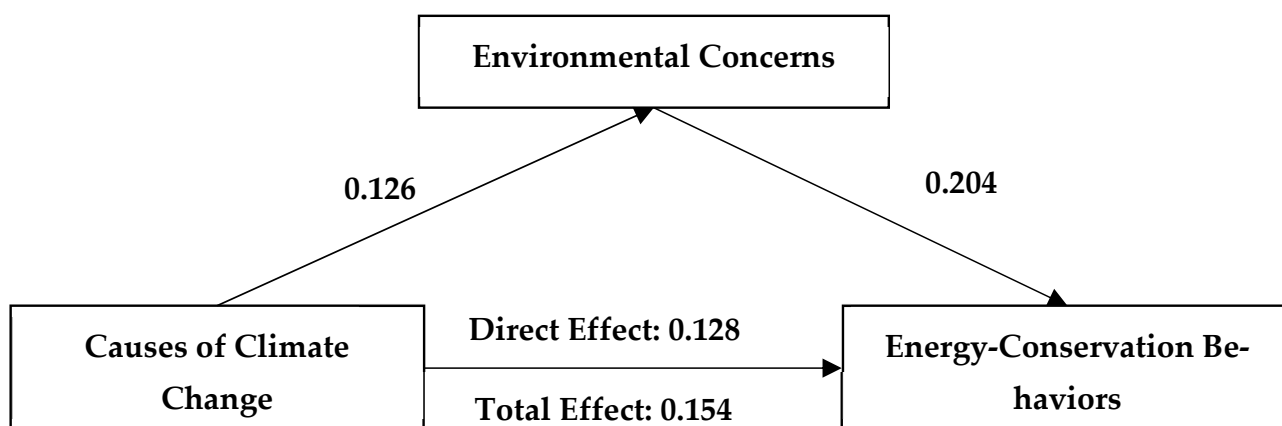 Environmental Concerns
0.126
0.204
Causes of Climate
Change
Direct Effect: 0.128
Total Effect: 0.154
Energy-Conservation Be-
haviors